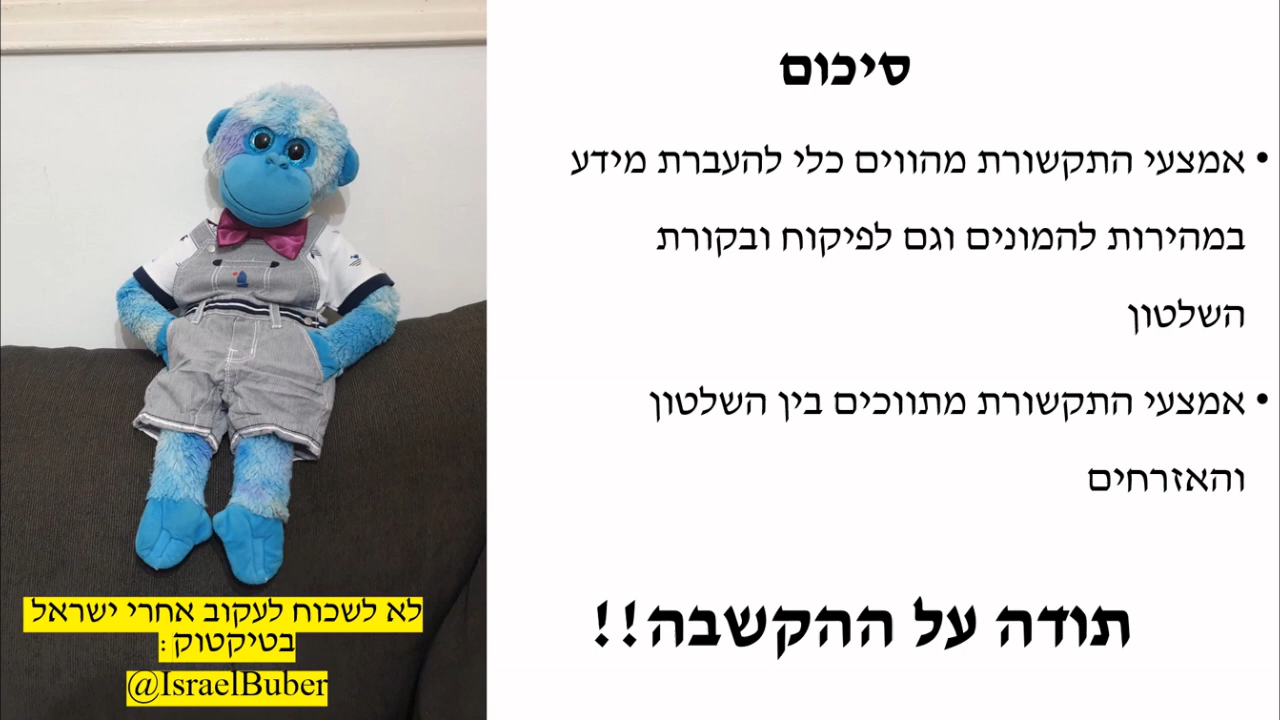 סיכום
• אמצעי התקשורת מהווים כלי להעברת מידע
במהירות להמונים וגם לפיקוח ובקורת
השלטון
• אמצעי התקשורת מתווכים בין השלטון
והאזרחים
תודה על ההקשבה!!
לא לשכוח לעקוב אחרי ישראל
בטיקטוק :
@IsraelBuber